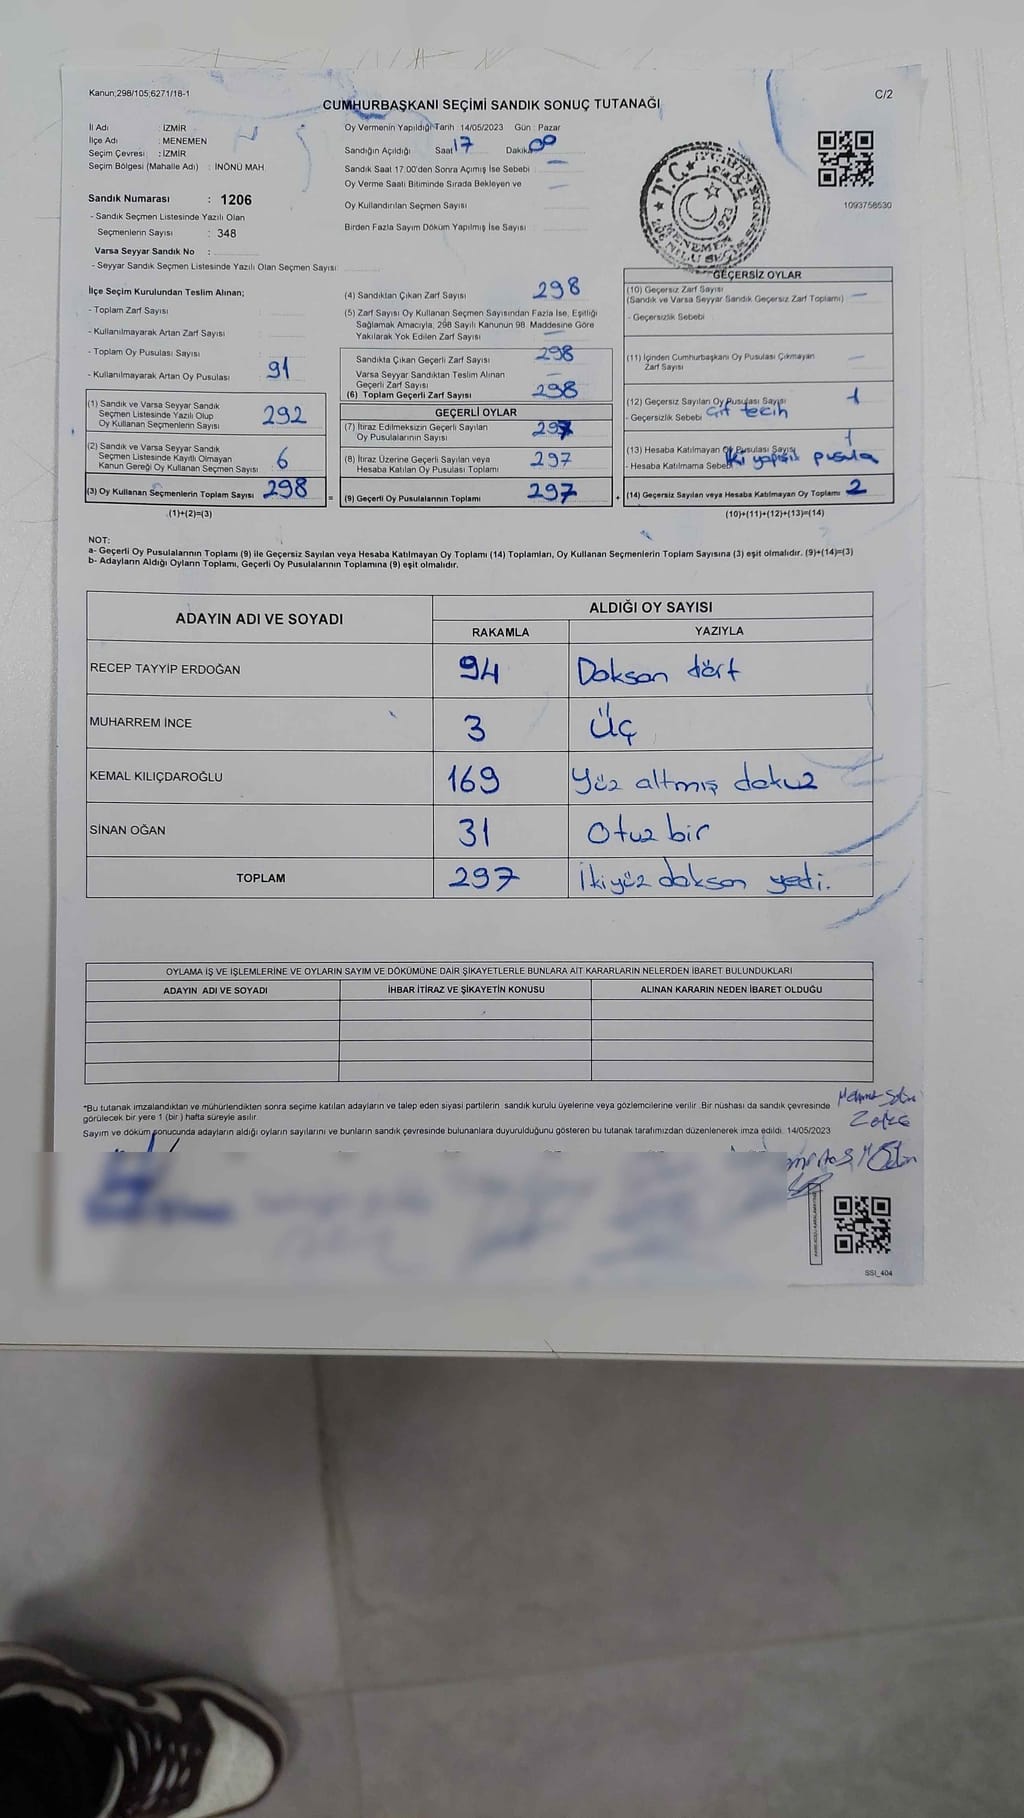 Kanun;298/105;6271/18-1
CUMHURBAŞKANI SEÇİMİ SANDIK SONUÇ TUTANAĞI
C/2
İl Adı : İZMİR
İlçe Adı : MENEMEN
Seçim Çevresi : İZMİR
Seçim Bölgesi (Mahalle Adı) : İNÖNÜ MAH
Sandık Numarası : 1206
- Sandık Seçmen Listesinde Yazılı Olan
Seçmenlerin Sayısı : 348
Varsa Seyyar Sandık No :
- Seyyar Sandık Seçmen Listesinde Yazılı Olan Seçmen Sayısı:
Oy Vermenin Yapıldığı Tarih :14/05/2023 Gün : Pazar
Sandığın Açıldığı Saat 17 Dakika 00
Sandık Saat 17.00'den Sonra Açımış İse Sebebi :
Oy Verme Saati Bitiminde Sırada Bekleyen ve
Oy Kullandırılan Seçmen Sayısı
Birden Fazla Sayım Döküm Yapılmış İse Sayısı :
1093758530
İlçe Seçim Kurulundan Teslim Alınan;
- Toplam Zarf Sayısı :
- Kullanılmayarak Artan Zarf Sayısı :
- Toplam Oy Pusulası Sayısı :
- Kullanılmayarak Artan Oy Pusulası : 91
(1) Sandık ve Varsa Seyyar Sandık
Seçmen Listesinde Yazılı Olup
Oy Kullanan Seçmenlerin Sayısı 292
(2) Sandık ve Varsa Seyyar Sandık
Seçmen Listesinde Kayıtlı Olmayan
Kanun Gereği Oy Kullanan Seçmen Sayısı 6
(3) Oy Kullanan Seçmenlerin Toplam Sayısı 298
(1)+(2)=(3)
(4) Sandıktan Çıkan Zarf Sayısı 298
(5) Zarf Sayısı Oy Kullanan Seçmen Sayısından Fazla İse, Eşitliği
Sağlamak Amacıyla, 298 Sayılı Kanunun 98. Maddesine Göre
Yakılarak Yok Edilen Zarf Sayısı
Sandıkta Çıkan Geçerli Zarf Sayısı 298
Varsa Seyyar Sandıktan Teslim Alınan
Geçerli Zarf Sayısı
(6) Toplam Geçerli Zarf Sayısı 298
GEÇERLİ OYLAR
(7) İtiraz Edilmeksizin Geçerli Sayılan
Oy Pusulalarının Sayısı 297
(8) İtiraz Üzerine Geçerli Sayılan veya
Hesaba Katılan Oy Pusulası Toplamı 297
= (9) Geçerli Oy Pusulalarının Toplamı 297
GEÇERSİZ OYLAR
(10) Geçersiz Zarf Sayısı
(Sandık ve Varsa Seyyar Sandık Geçersiz Zarf Toplamı)
- Geçersizlik Sebebi
(11) İçinden Cumhurbaşkanı Oy Pusulası Çıkmayan
Zarf Sayısı
(12) Geçersiz Sayılan Oy Pusulası Sayısı 1
- Geçersizlik Sebebi Çift tecih
(13) Hesaba Katılmayan Oy Pusulası Sayısı 1
- Hesaba Katılmama Sebebi İki yapışık pusula
+ (14) Geçersiz Sayılan veya Hesaba Katılmayan Oy Toplamı 2
(10)+(11)+(12)+(13)=(14)
NOT:
a- Geçerli Oy Pusulalarının Toplamı (9) ile Geçersiz Sayılan veya Hesaba Katılmayan Oy Toplamı (14) Toplamları, Oy Kullanan Seçmenlerin Toplam Sayısına (3) eşit olmalıdır. (9)+(14)=(3)
b- Adayların Aldığı Oyların Toplamı, Geçerli Oy Pusulalarının Toplamına (9) eşit olmalıdır.
ADAYIN ADI VE SOYADI
ALDIĞI OY SAYISI
RAKAMLA YAZIYLA
RECEP TAYYİP ERDOĞAN 94 Doksan dört
MUHARREM İNCE 3 Üç
KEMAL KILIÇDAROĞLU 169 Yüz altmış dokuz
SİNAN OĞAN 31 Otuz bir
TOPLAM 297 İkiyüz doksan yedi.
OYLAMA İŞ VE İŞLEMLERİNE VE OYLARIN SAYIM VE DÖKÜMÜNE DAİR ŞİKAYETLERLE BUNLARA AİT KARARLARIN NELERDEN İBARET BULUNDUKLARI
ADAYIN ADI VE SOYADI İHBAR İTİRAZ VE ŞİKAYETİN KONUSU ALINAN KARARIN NEDEN İBARET OLDUĞU
*Bu tutanak imzalandıktan ve mühürlendikten sonra seçime katılan adayların ve talep eden siyasi partilerin sandık kurulu üyelerine veya gözlemcilerine verilir. Bir nüshası da sandık çevresinde
görülecek bir yere 1 (bir ) hafta süreyle asılır.
Sayım ve döküm sonucunda adayların aldığı oyların sayılarını ve bunların sandık çevresinde bulunanlara duyurulduğunu gösteren bu tutanak tarafımızdan düzenlenerek imza edildi. 14/05/2023
SSI_404